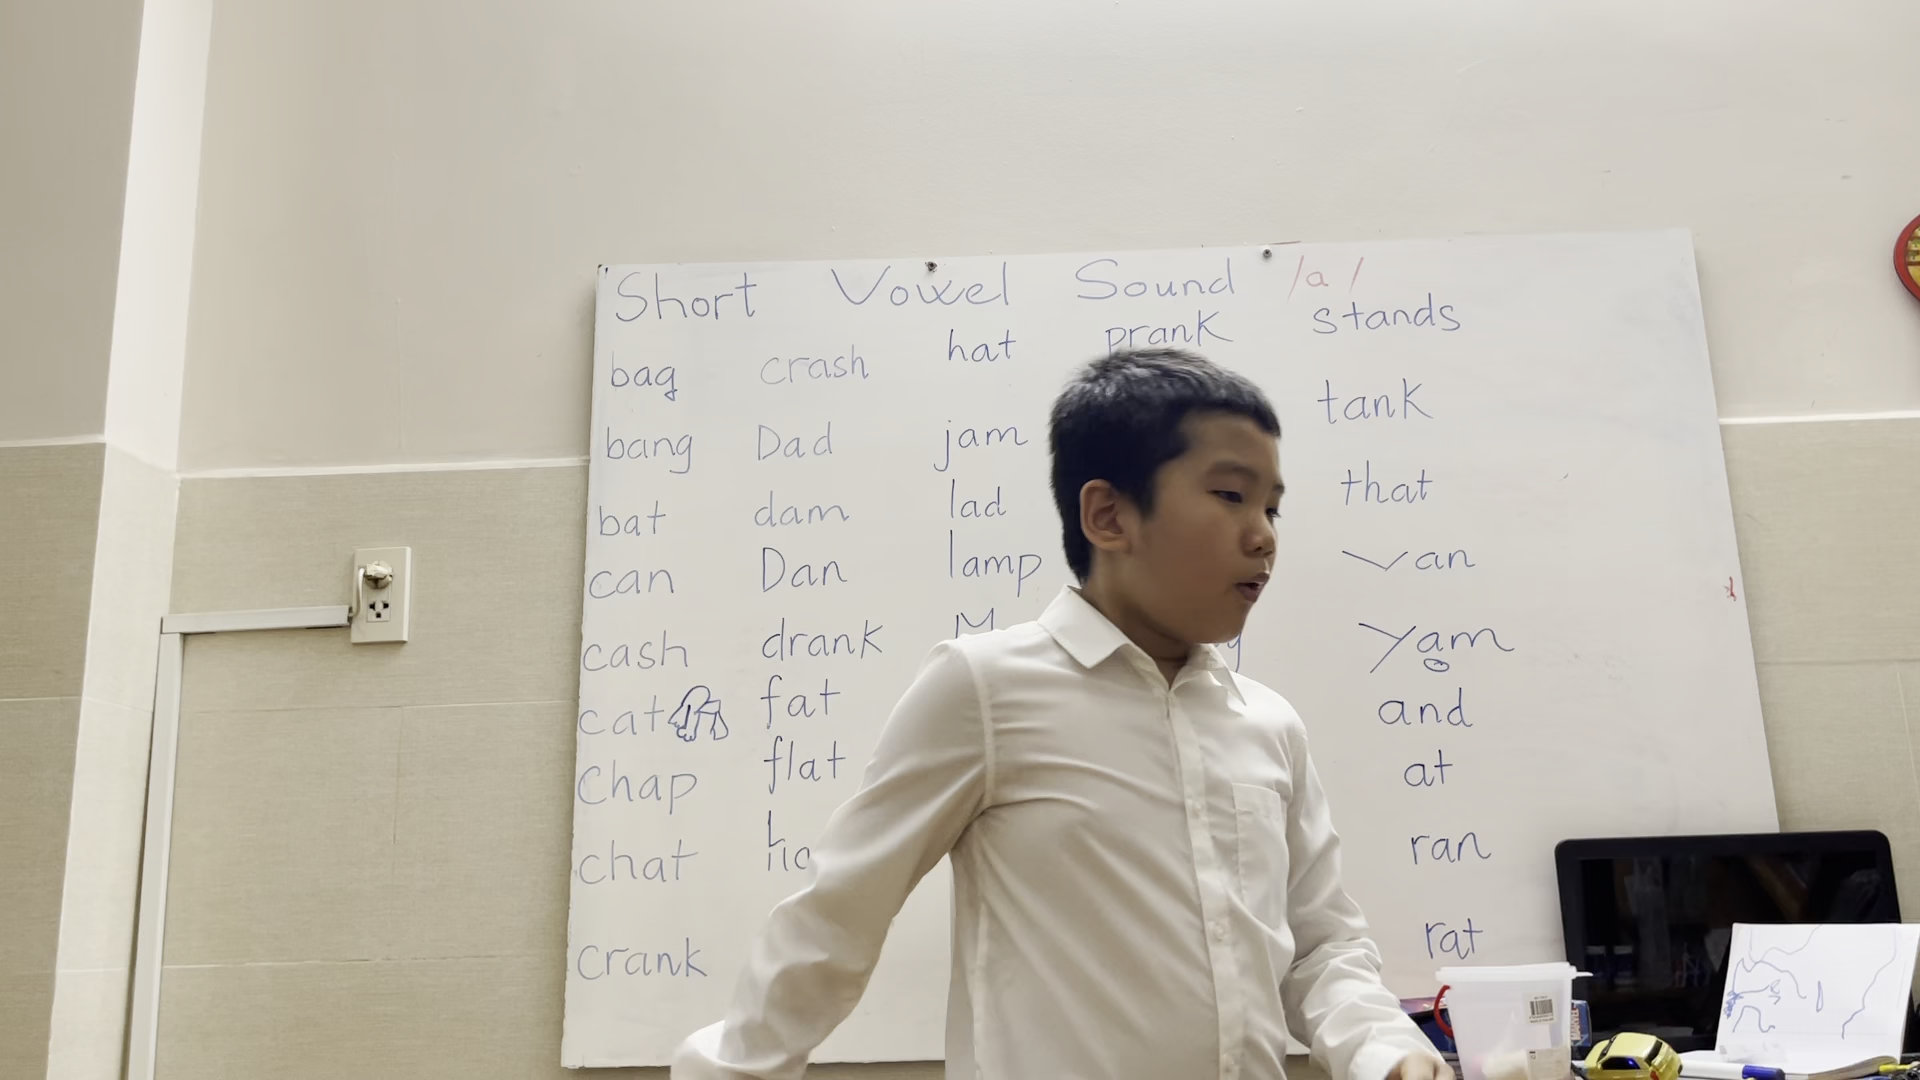 Short Vowel Sound /a/
bag
bang
bat
can
cash
cat
Chap
chat
crank
crash
Dad
dam
Dan
drank
fat
flat
hat
jam
lad
lamp
prank
stands
tank
that
van
yam
and
at
ran
rat